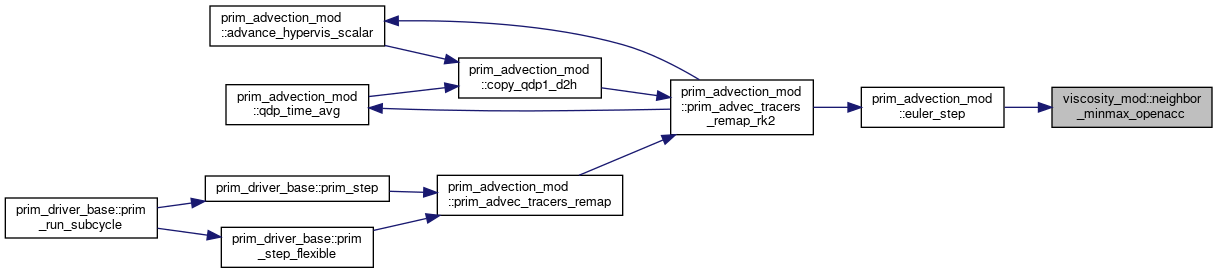 prim_advection_mod
::advance_hypervis_scalar
prim_advection_mod
::copy_qdp1_d2h
prim_advection_mod
::qdp_time_avg
prim_advection_mod
::prim_advec_tracers
_remap_rk2
prim_advection_mod
::euler_step
viscosity_mod::neighbor
_minmax_openacc
prim_driver_base::prim_step
prim_advection_mod
::prim_advec_tracers_remap
prim_driver_base::prim
_run_subcycle
prim_driver_base::prim
_step_flexible